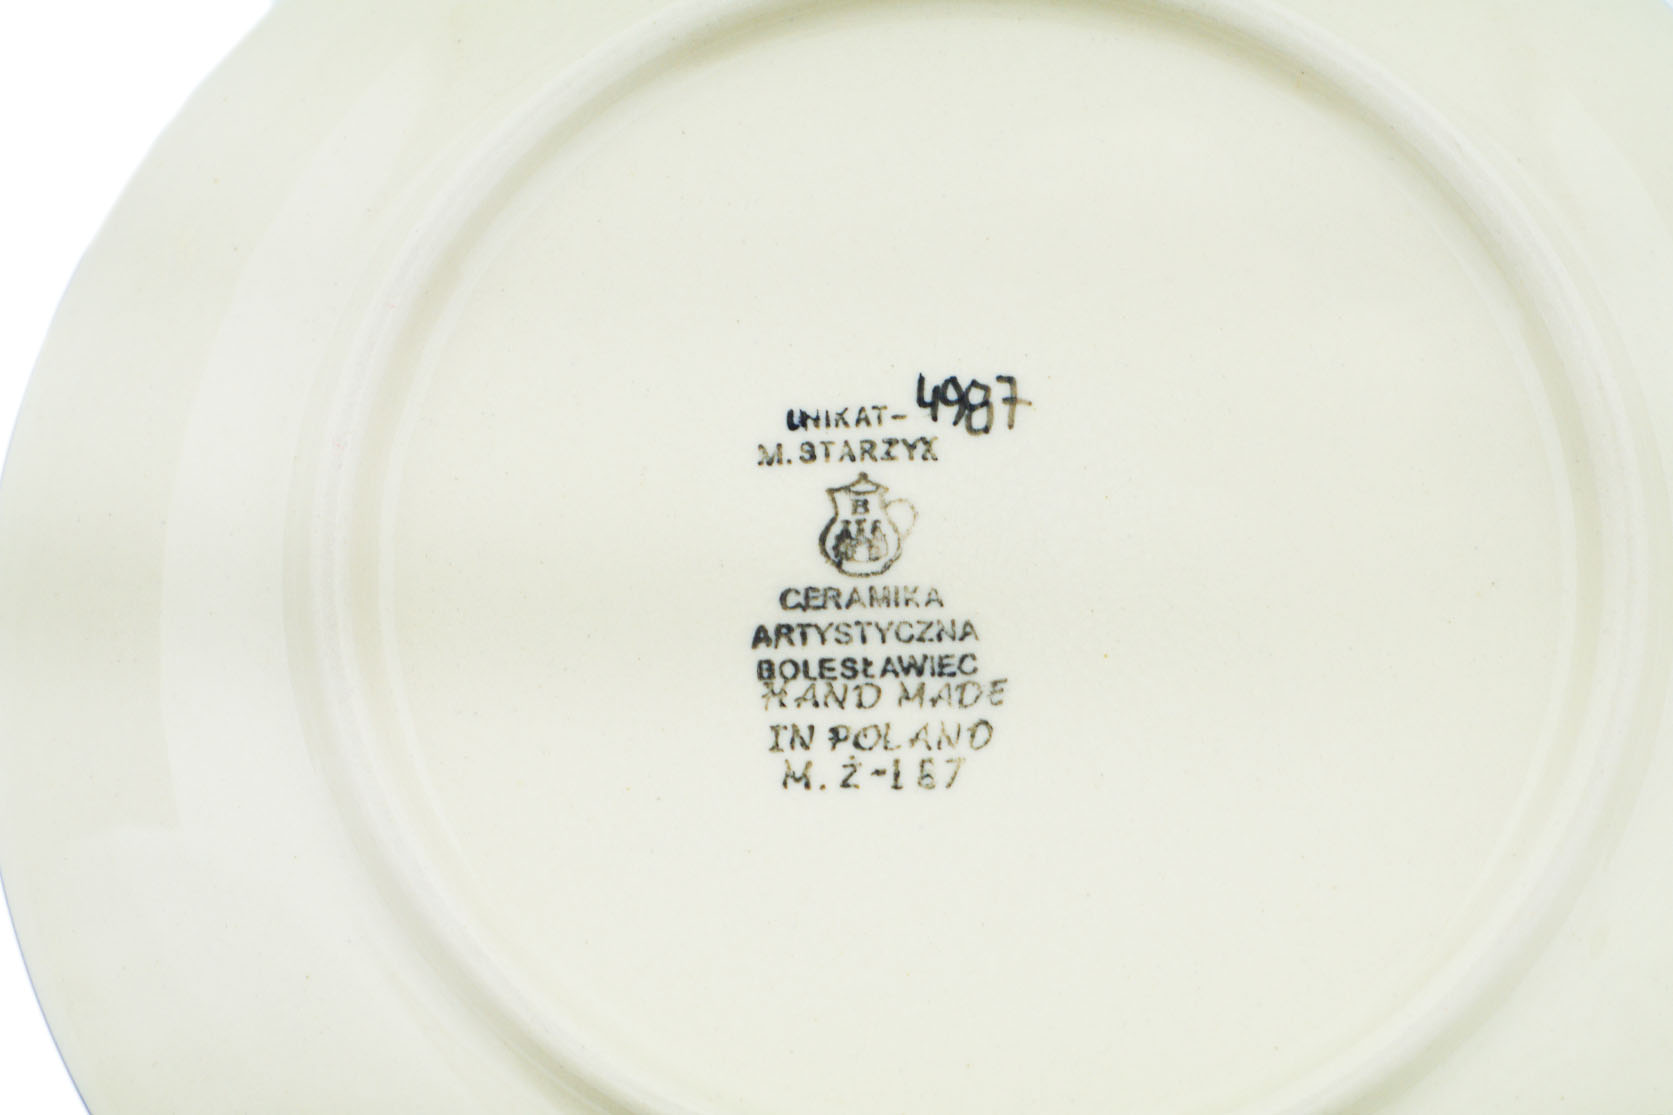 UNIKAT-4987
M. STARZYK
B
CERAMIKA
ARTYSTYCZNA
BOLESŁAWIEC
HAND MADE
IN POLAND
M. Ż-157